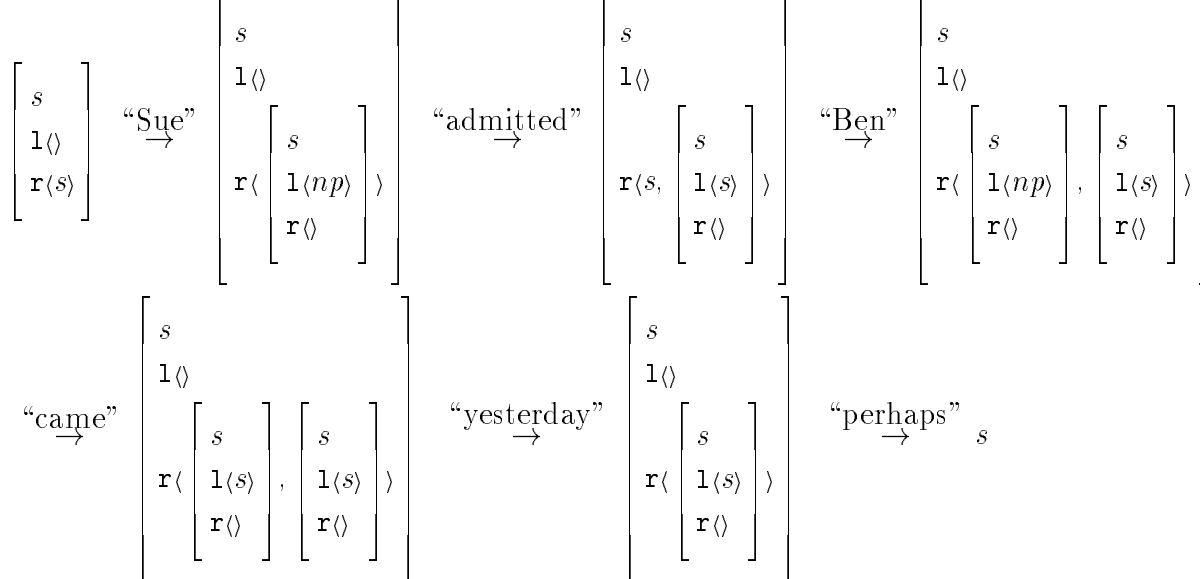 [s l⟨⟩ r⟨s⟩] “Sue” → [s l⟨⟩ r⟨ [s l⟨np⟩ r⟨⟩] ⟩] “admitted” → [s l⟨⟩ r⟨s, [s l⟨s⟩ r⟨⟩] ⟩] “Ben” → [s l⟨⟩ r⟨ [s l⟨np⟩ r⟨⟩] , [s l⟨s⟩ r⟨⟩] ⟩
“came” → [s l⟨⟩ r⟨ [s l⟨s⟩ r⟨⟩] , [s l⟨s⟩ r⟨⟩] ⟩] “yesterday” → [s l⟨⟩ r⟨ [s l⟨s⟩ r⟨⟩] ⟩] “perhaps” → s